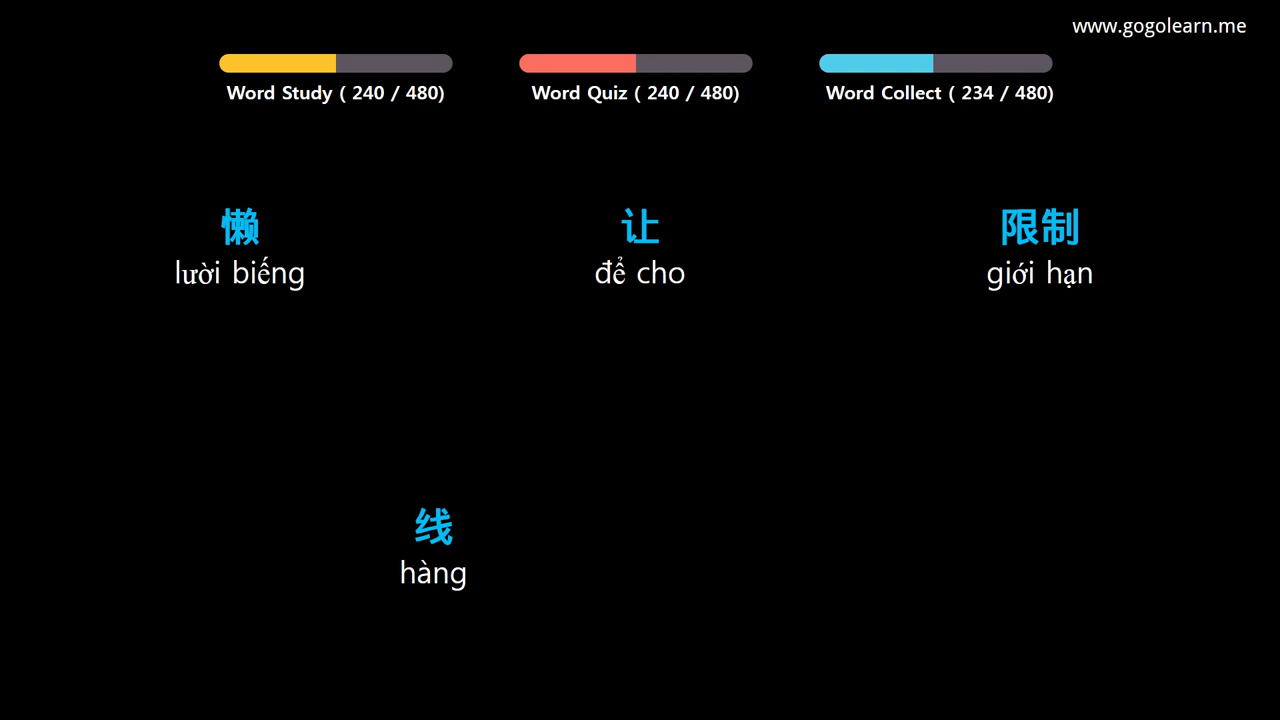 www.gogolearn.me
Word Study ( 240 / 480)
Word Quiz ( 240 / 480)
Word Collect ( 234 / 480)
懒
lười biếng
让
để cho
限制
giới hạn
线
hàng